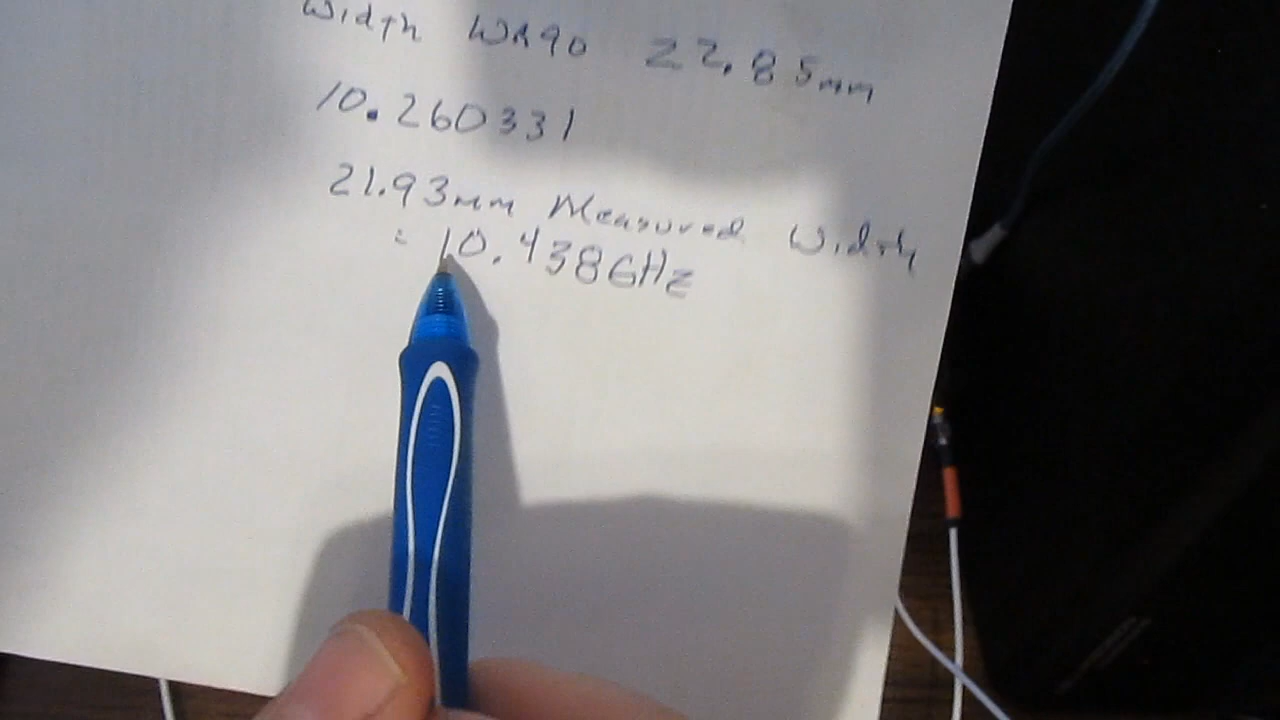 Width WR90 22.85mm
10.260331
21.93mm Measured Width
= 10.438GHz